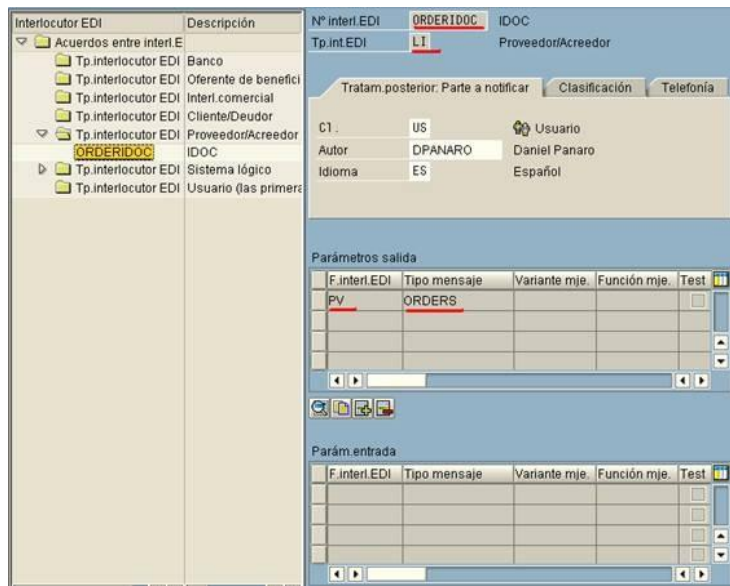 Interlocutor EDI Descripción
Acuerdos entre interl.E
Tp.interlocutor EDI Banco
Tp.interlocutor EDI Oferente de benefici
Tp.interlocutor EDI Interl.comercial
Tp.interlocutor EDI Cliente/Deudor
Tp.interlocutor EDI Proveedor/Acreedor
ORDERIDOC IDOC
Tp.interlocutor EDI Sistema lógico
Tp.interlocutor EDI Usuario (las primera
Nº interl.EDI ORDERIDOC IDOC
Tp.int.EDI LI Proveedor/Acreedor
Tratam.posterior: Parte a notificar Clasificación Telefonía
Cl. US Usuario
Autor DPANARO Daniel Panaro
Idioma ES Español
Parámetros salida
F.interl.EDI Tipo mensaje Variante mje. Función mje. Test
PV ORDERS
Parám.entrada
F.interl.EDI Tipo mensaje Variante mje. Función mje. Test